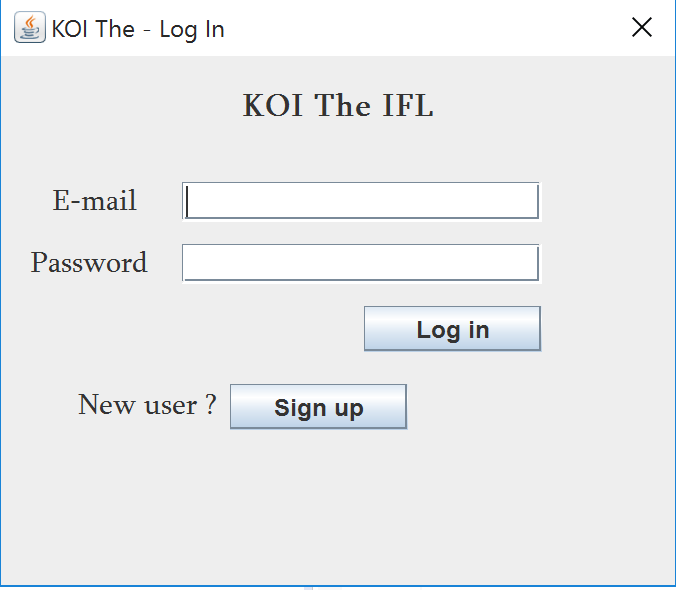 KOI The - Log In
KOI The IFL
E-mail
Password
Log in
New user ? Sign up